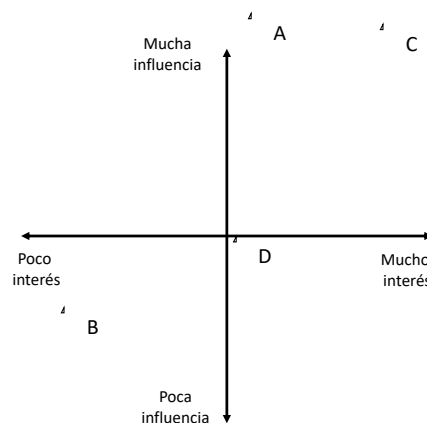 A
Mucha
influencia
C
D
Poco
interés
Mucho
interés
B
Poca
influencia